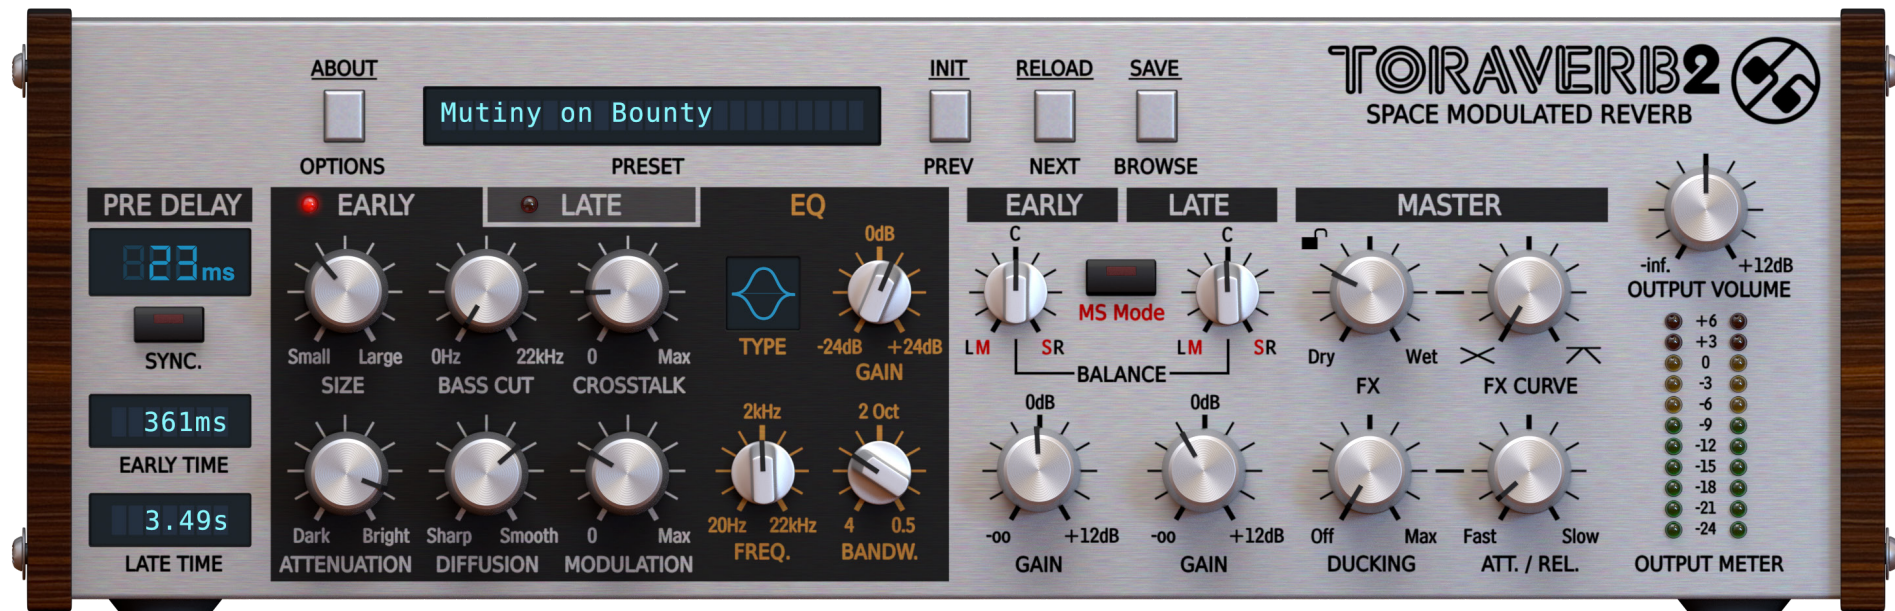 TORAVERB2
SPACE MODULATED REVERB
ABOUT
OPTIONS
Mutiny on Bounty
PRESET
INIT
PREV
RELOAD
NEXT
SAVE
BROWSE
PRE DELAY
23ms
SYNC.
361ms
EARLY TIME
3.49s
LATE TIME
EARLY
LATE
EQ
Small Large
SIZE
0Hz 22kHz
BASS CUT
0 Max
CROSSTALK
TYPE
0dB
-24dB +24dB
GAIN
Dark Bright
ATTENUATION
Sharp Smooth
DIFFUSION
0 Max
MODULATION
2kHz
20Hz 22kHz
FREQ.
2 Oct
4 0.5
BANDW.
EARLY
LATE
C
LM SR
MS Mode
C
LM SR
BALANCE
0dB
-oo +12dB
GAIN
0dB
-oo +12dB
GAIN
MASTER
Dry Wet
FX
FX CURVE
Off Max
DUCKING
Fast Slow
ATT. / REL.
-inf. +12dB
OUTPUT VOLUME
+6
+3
0
-3
-6
-9
-12
-15
-18
-21
-24
OUTPUT METER